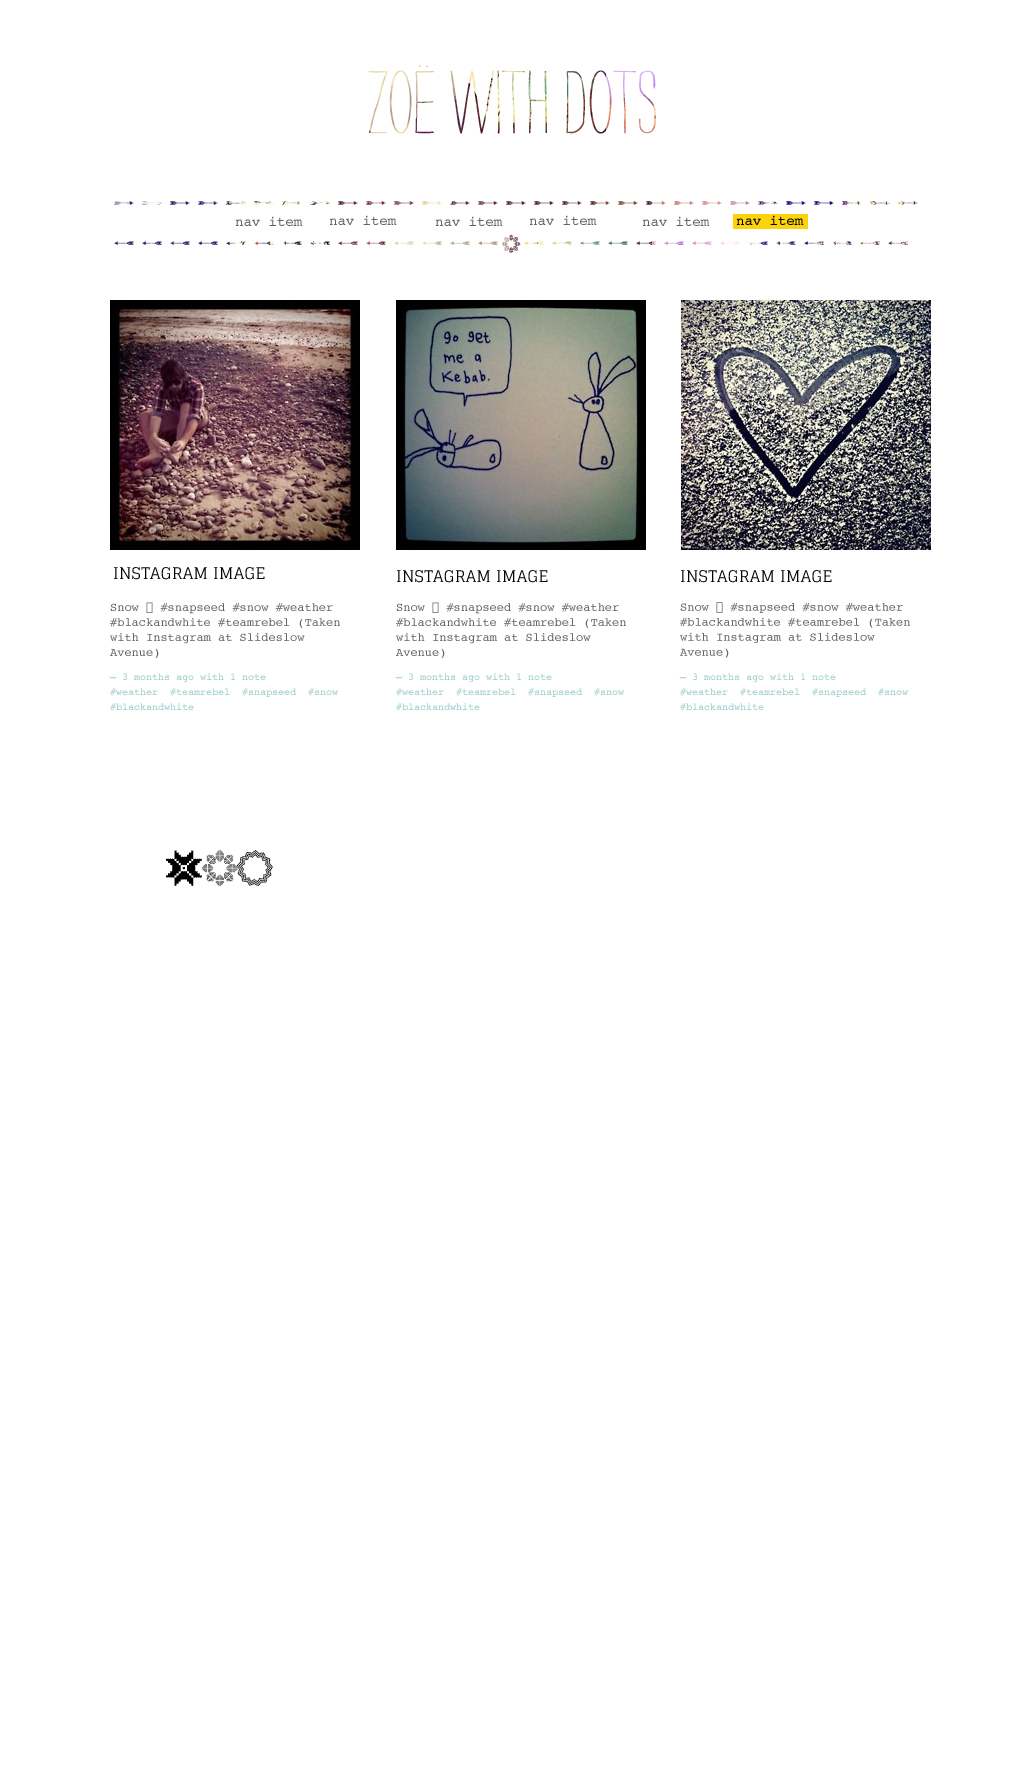 ZOË WITH DOTS
nav item nav item nav item nav item nav item nav item
go get
me a
Kebab.
INSTAGRAM IMAGE
Snow #snapseed #snow #weather
#blackandwhite #teamrebel (Taken
with Instagram at Slideslow
Avenue)
— 3 months ago with 1 note
#weather #teamrebel #snapseed #snow
#blackandwhite
INSTAGRAM IMAGE
Snow #snapseed #snow #weather
#blackandwhite #teamrebel (Taken
with Instagram at Slideslow
Avenue)
— 3 months ago with 1 note
#weather #teamrebel #snapseed #snow
#blackandwhite
INSTAGRAM IMAGE
Snow #snapseed #snow #weather
#blackandwhite #teamrebel (Taken
with Instagram at Slideslow
Avenue)
— 3 months ago with 1 note
#weather #teamrebel #snapseed #snow
#blackandwhite